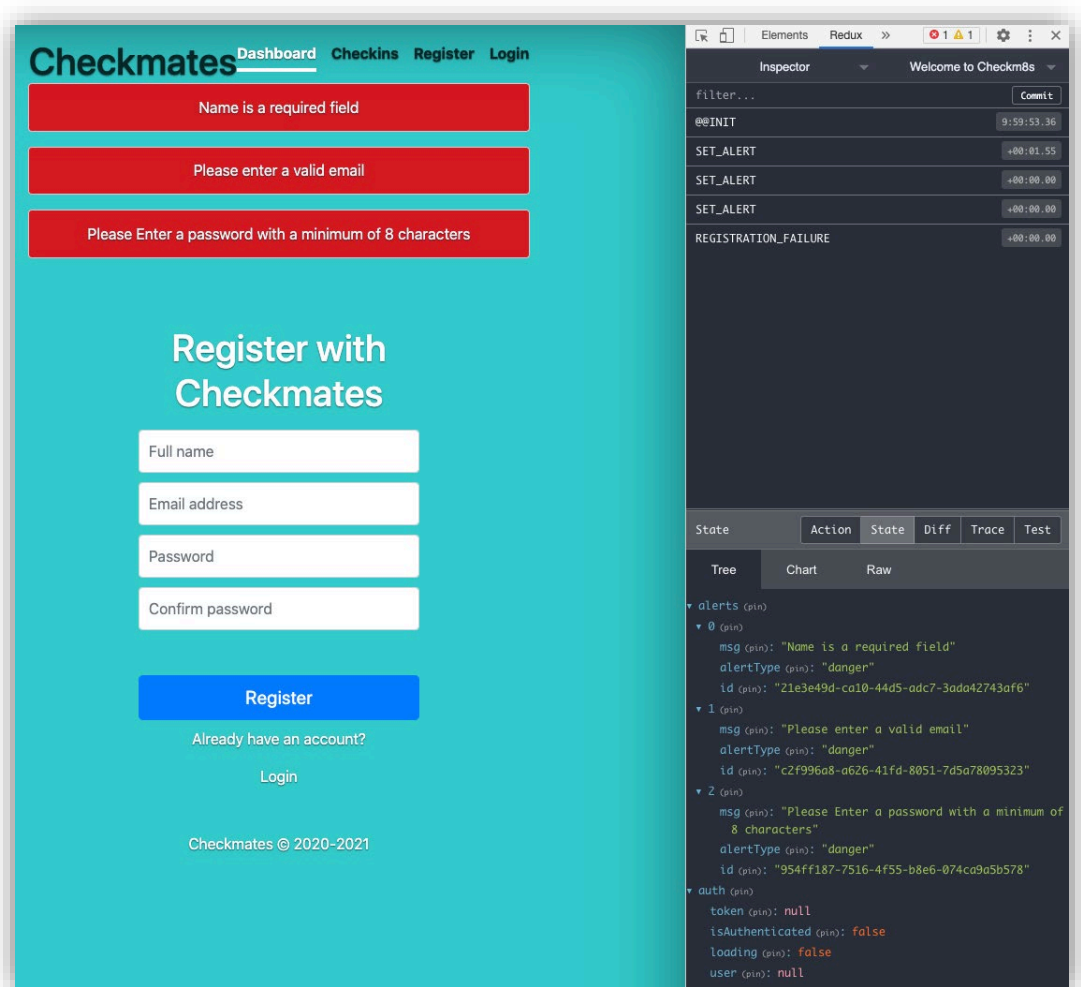 Checkmates Dashboard Checkins Register Login
Name is a required field
Please enter a valid email
Please Enter a password with a minimum of 8 characters
Register with
Checkmates
Full name
Email address
Password
Confirm password
Register
Already have an account?
Login
Checkmates © 2020-2021
Elements Redux » 1 1
Inspector Welcome to Checkm8s
filter... Commit
@@INIT 9:59:53.36
SET_ALERT +00:01.55
SET_ALERT +00:00.00
SET_ALERT +00:00.00
REGISTRATION_FAILURE +00:00.00
State Action State Diff Trace Test
Tree Chart Raw
alerts (pin)
0 (pin)
msg (pin): "Name is a required field"
alertType (pin): "danger"
id (pin): "21e3e49d-ca10-44d5-adc7-3ada42743af6"
1 (pin)
msg (pin): "Please enter a valid email"
alertType (pin): "danger"
id (pin): "c2f996a8-a626-41fd-8051-7d5a78095323"
2 (pin)
msg (pin): "Please Enter a password with a minimum of
8 characters"
alertType (pin): "danger"
id (pin): "954ff187-7516-4f55-b8e6-074ca9a5b578"
auth (pin)
token (pin): null
isAuthenticated (pin): false
loading (pin): false
user (pin): null